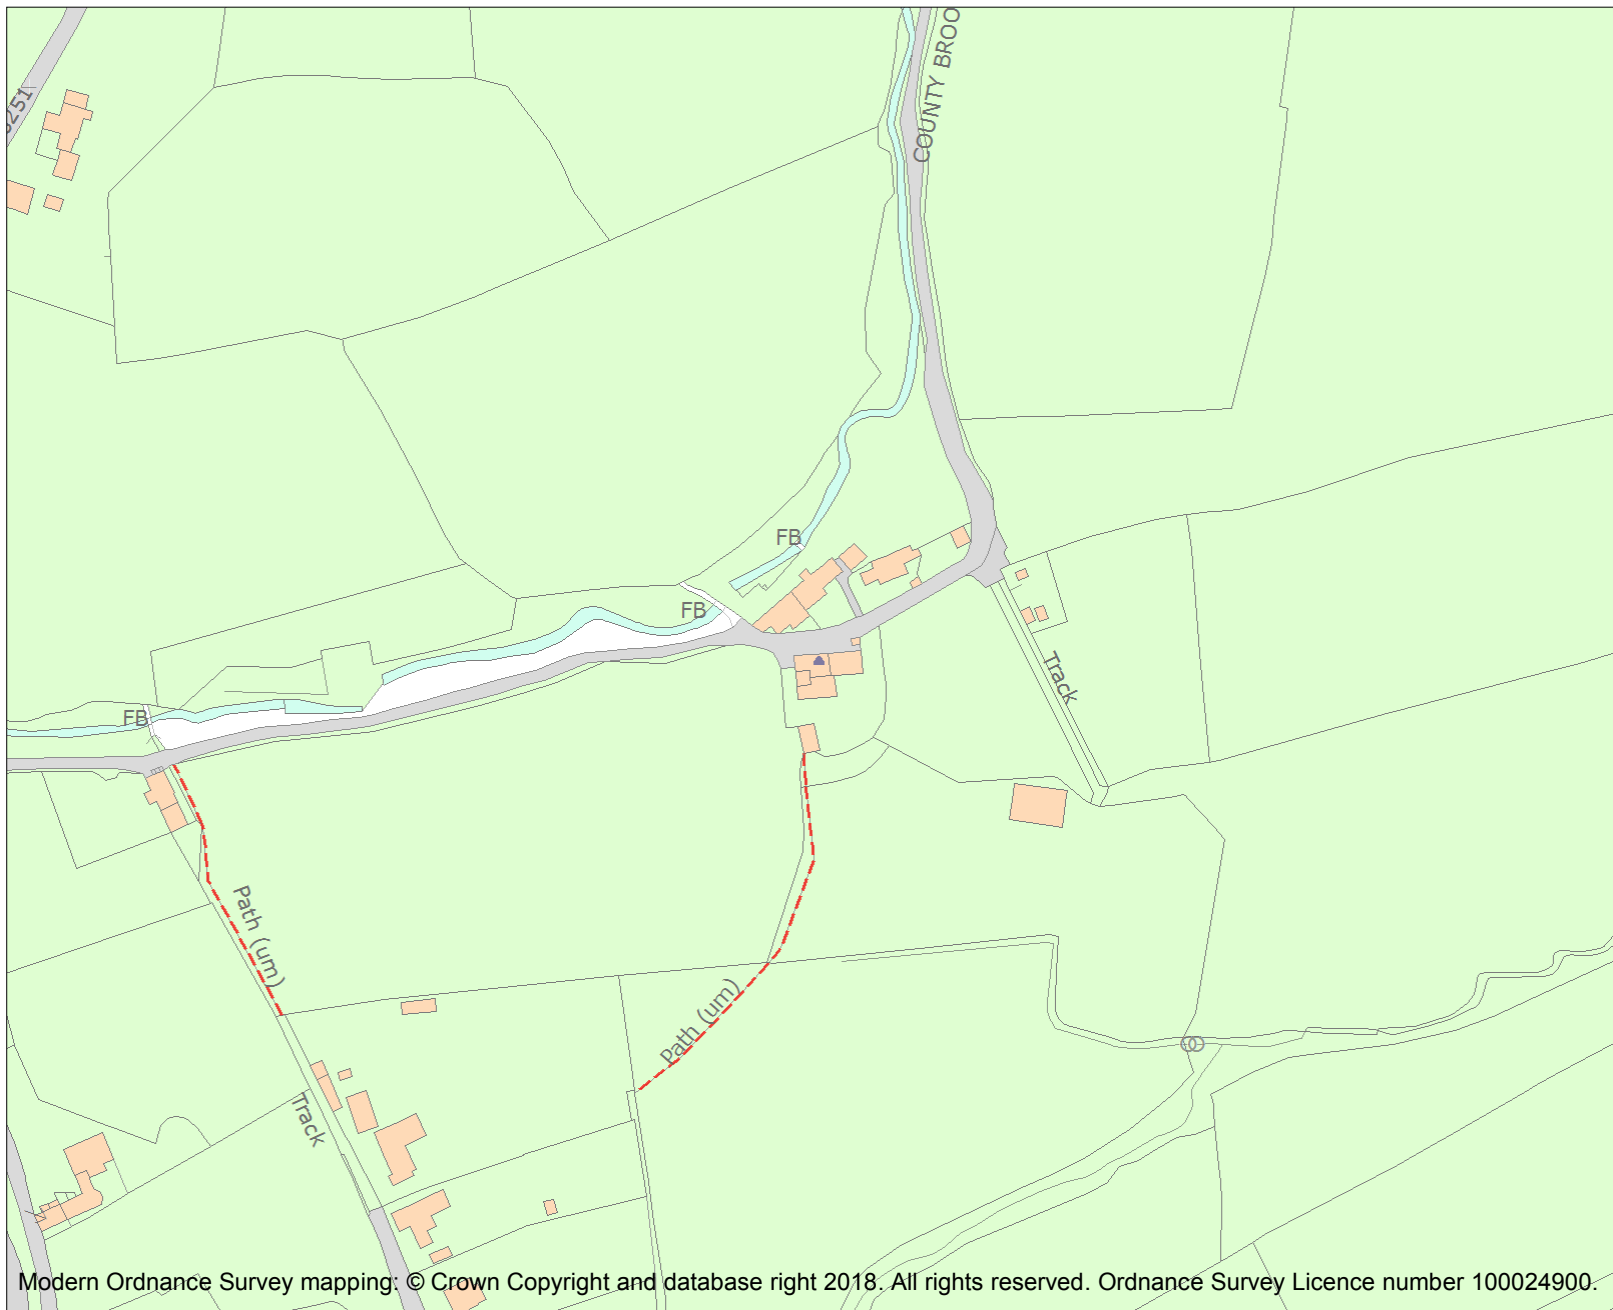 COUNTY BROO
FB
FB
Track
FB
Path (um)
Path (um)
Track
Modern Ordnance Survey mapping: © Crown Copyright and database right 2018. All rights reserved. Ordnance Survey Licence number 100024900.